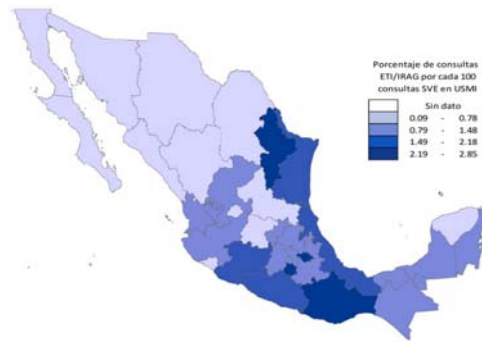 Porcentaje de consultas
ETI/IRAG por cada 100
consultas SVE en USMI
Sin dato
0.09 - 0.78
0.79 - 1.48
1.49 - 2.18
2.19 - 2.85